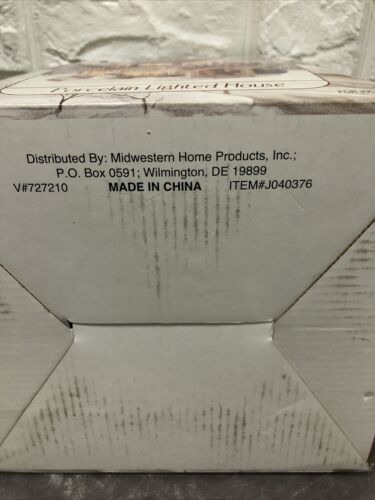 Porcelain Lighted House
FOR
Distributed By: Midwestern Home Products, Inc.;
P.O. Box 0591; Wilmington, DE 19899
V#727210 MADE IN CHINA ITEM#J040376